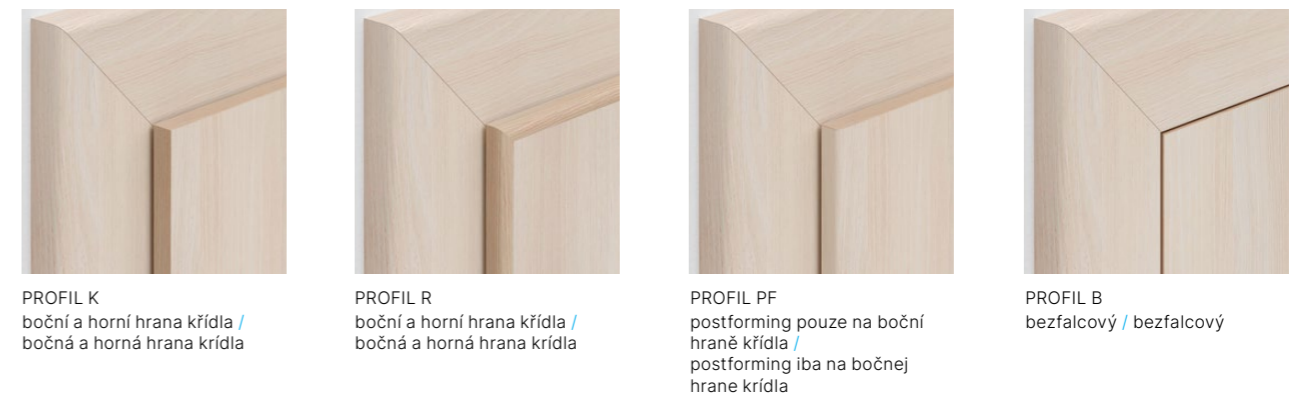 PROFIL K
boční a horní hrana křídla /
bočná a horná hrana krídla
PROFIL R
boční a horní hrana křídla /
bočná a horná hrana krídla
PROFIL PF
postforming pouze na boční
hraně křídla /
postforming iba na bočnej
hrane krídla
PROFIL B
bezfalcový / bezfalcový